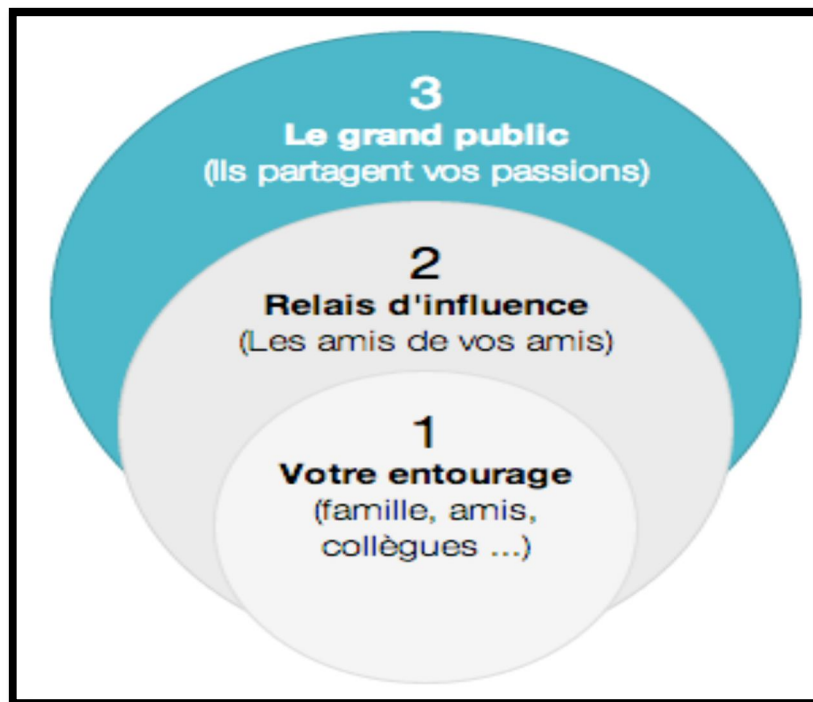 3
Le grand public
(Ils partagent vos passions)
2
Relais d'influence
(Les amis de vos amis)
1
Votre entourage
(famille, amis,
collègues ...)